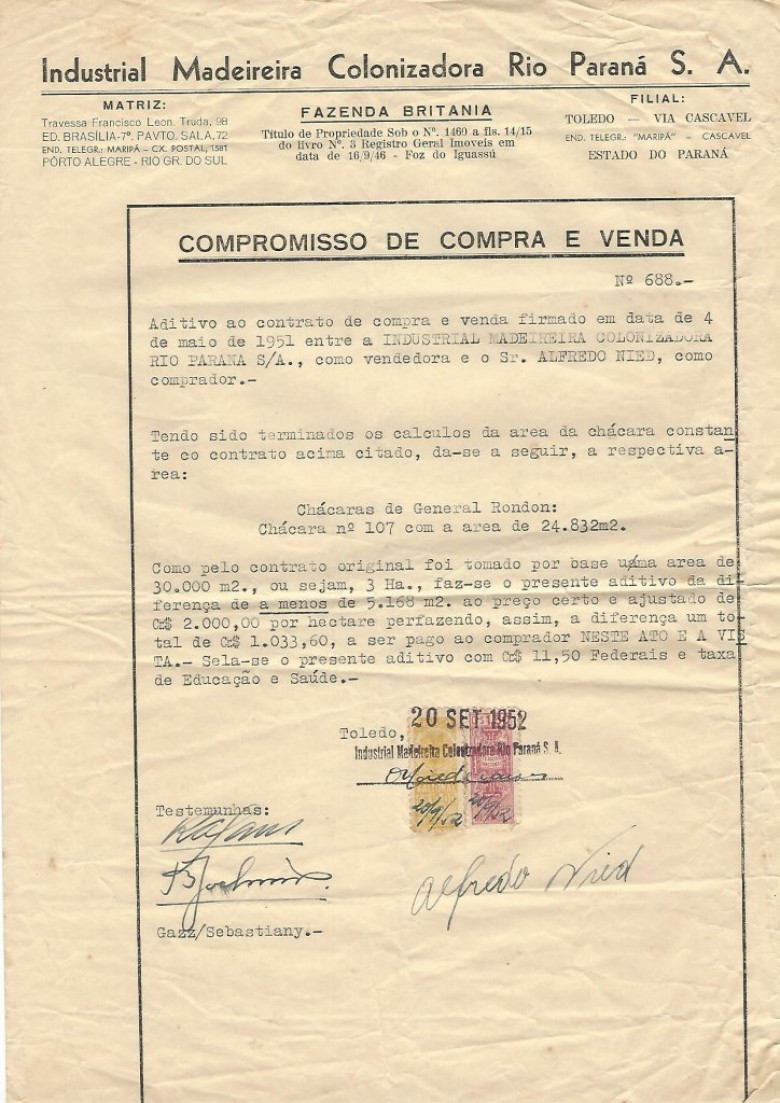 Industrial Madeireira Colonizadora Rio Paraná S. A.
MATRIZ:
Travessa Francisco Leon. Truda, 98
ED. BRASÍLIA-7º. PAVTO. SALA, 72
END. TELEGR.: MARIPÁ - CX. POSTAL, 1581
PÔRTO ALEGRE - RIO GR. DO SUL
FAZENDA BRITANIA
Título de Propriedade Sob o Nº. 1460 a fls. 14/15
do livro Nº. 3 Registro Geral Imoveis em
data de 16/9/46 - Foz do Iguassú
FILIAL:
TOLEDO — VIA CASCAVEL
END. TELEGR.: "MARIPÁ" - CASCAVEL
ESTADO DO PARANÁ
COMPROMISSO DE COMPRA E VENDA
Nº 688.-
Aditivo ao contrato de compra e venda firmado em data de 4
de maio de 1951 entre a INDUSTRIAL MADEIREIRA COLONIZADORA
RIO PARANA S/A., como vendedora e o Sr. ALFREDO NIED, como
comprador.-
Tendo sido terminados os calculos da area da chácara constan
te co contrato acima citado, da-se a seguir, a respectiva a-
rea:
Chácaras de General Rondon:
Chácara nº 107 com a area de 24.832m2.
Como pelo contrato original foi tomado por base uma area de
30.000 m2., ou sejam, 3 Ha., faz-se o presente aditivo da di
ferença de a menos de 5.168 m2. ao preço certo e ajustado de
Cr$ 2.000,00 por hectare perfazendo, assim, a diferença um to
tal de Cr$ 1.033,60, a ser pago ao comprador NESTE ATO E A VIS
TA.- Sela-se o presente aditivo com Cr$ 11,50 Federais e taxa
de Educação e Saúde.-
Toledo, 20 SET 1952
Industrial Madeireira Colonizadora Rio Paraná S. A.
20/9/52 20/9/52
Testemunhas:
Alfredo Nied
Gazz/Sebastiany.-